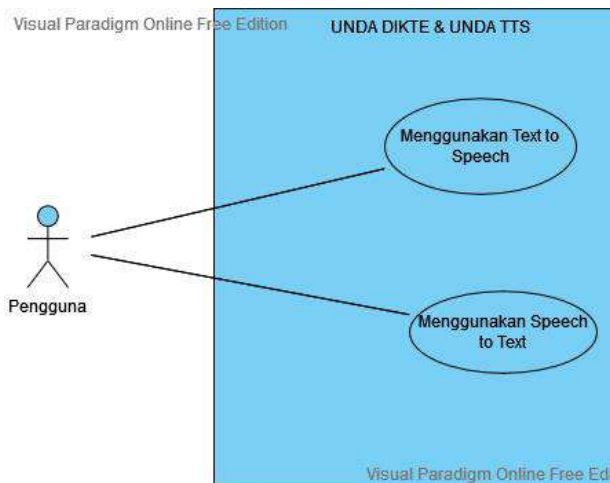 Visual Paradigm Online Free Edition
UNDA DIKTE & UNDA TTS
Menggunakan Text to
Speech
Pengguna
Menggunakan Speech
to Text
Visual Paradigm Online Free Edi